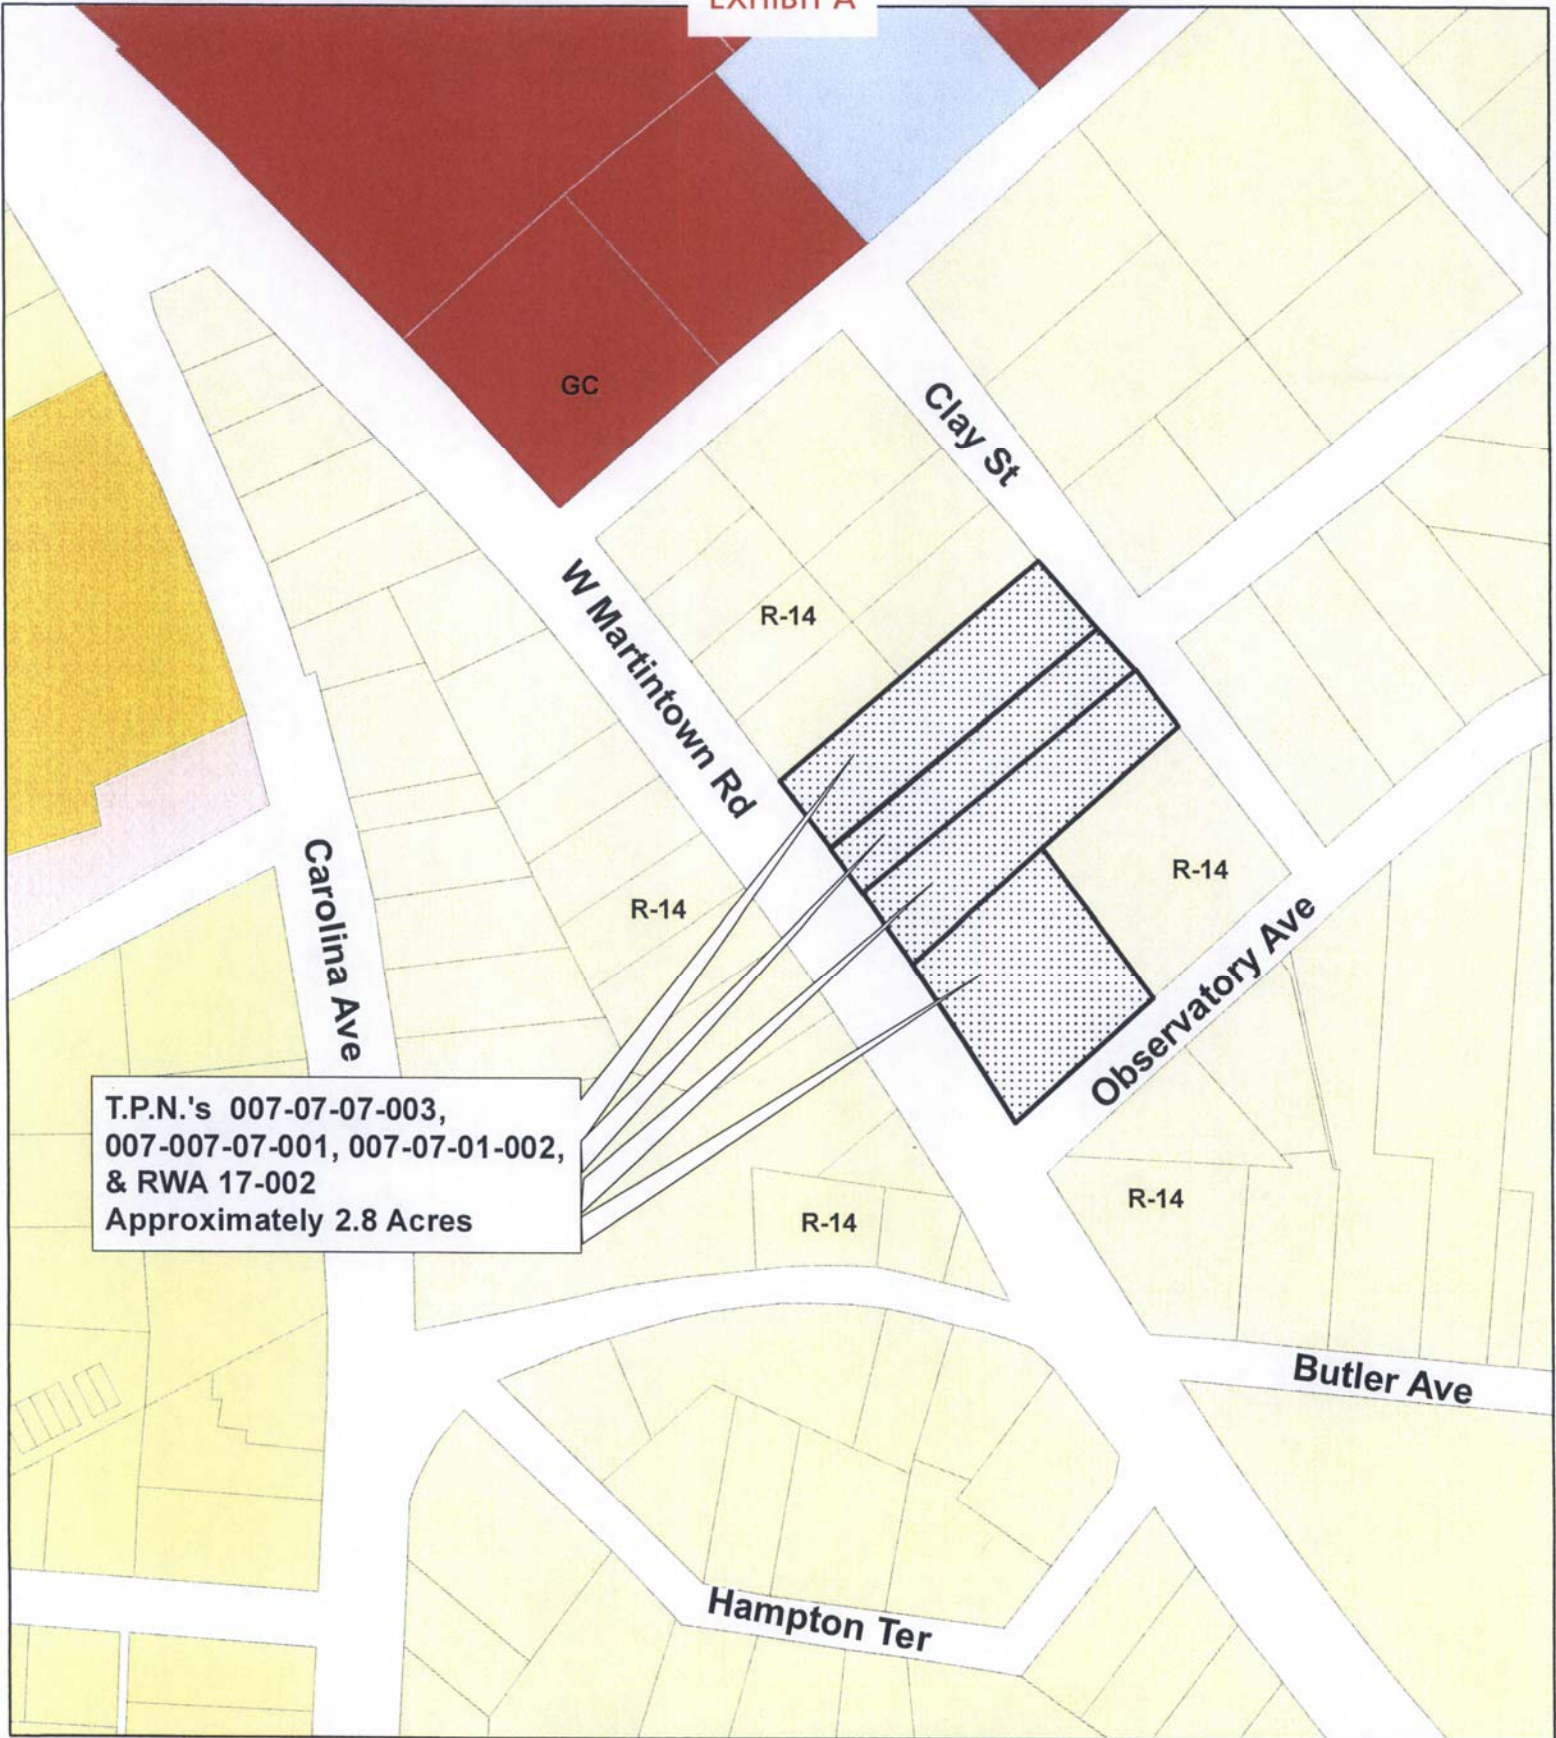 EXHIBIT A
GC
Clay St
W Martintown Rd
R-14
R-14
R-14
Carolina Ave
Observatory Ave
T.P.N.'s 007-07-07-003,
007-007-07-001, 007-07-01-002,
& RWA 17-002
Approximately 2.8 Acres
R-14
R-14
Butler Ave
Hampton Ter